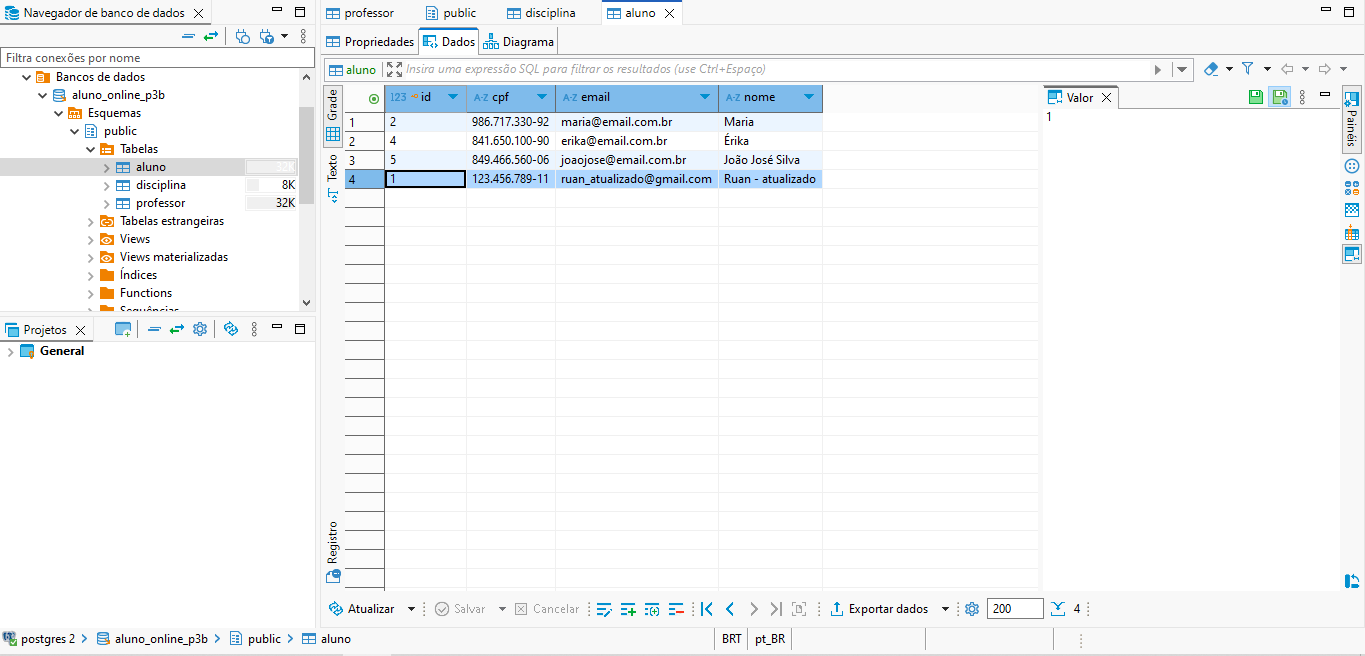 Navegador de banco de dados
professor
public
disciplina
aluno
Propriedades
Dados
Diagrama
Filtra conexões por nome
aluno
Insira uma expressão SQL para filtrar os resultados (use Ctrl+Espaço)
Bancos de dados
aluno_online_p3b
Esquemas
public
Tabelas
aluno 32K
disciplina 8K
professor 32K
Tabelas estrangeiras
Views
Views materializadas
Índices
Functions
Sequências
Projetos
General
Grade
Texto
Registro
123 id A-Z cpf A-Z email A-Z nome
1 2 986.717.330-92 maria@email.com.br Maria
2 4 841.650.100-90 erika@email.com.br Érika
3 5 849.466.560-06 joaojose@email.com.br João José Silva
4 1 123.456.789-11 ruan_atualizado@gmail.com Ruan - atualizado
Valor
1
Painéis
Atualizar
Salvar
Cancelar
Exportar dados
200
4
postgres 2
aluno_online_p3b
public
aluno
BRT
pt_BR